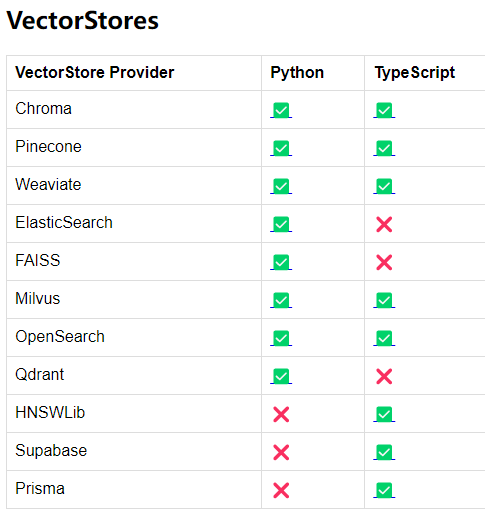 VectorStores
VectorStore Provider Python TypeScript
Chroma ✅ ✅
Pinecone ✅ ✅
Weaviate ✅ ✅
ElasticSearch ✅ ❌
FAISS ✅ ❌
Milvus ✅ ✅
OpenSearch ✅ ✅
Qdrant ✅ ❌
HNSWLib ❌ ✅
Supabase ❌ ✅
Prisma ❌ ✅